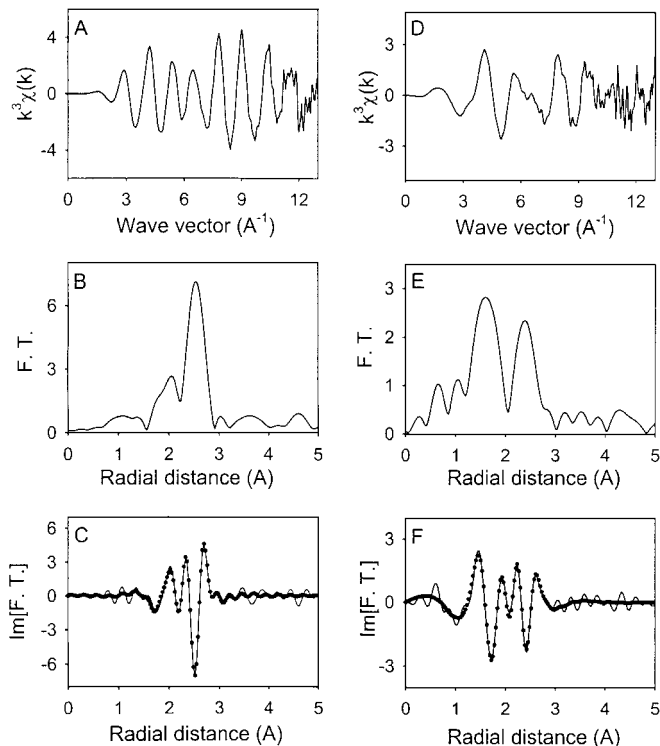 A
k³χ(k)
4
0
-4
0 3 6 9 12
Wave vector (A⁻¹)
D
k³χ(k)
3
0
-3
0 3 6 9 12
Wave vector (A⁻¹)
B
F. T.
6
3
0
0 1 2 3 4 5
Radial distance (A)
E
F. T.
3
2
1
0
0 1 2 3 4 5
Radial distance (A)
C
Im[F. T.]
6
3
0
-3
-6
0 1 2 3 4 5
Radial distance (A)
F
Im[F. T.]
3
0
-3
0 1 2 3 4 5
Radial distance (A)